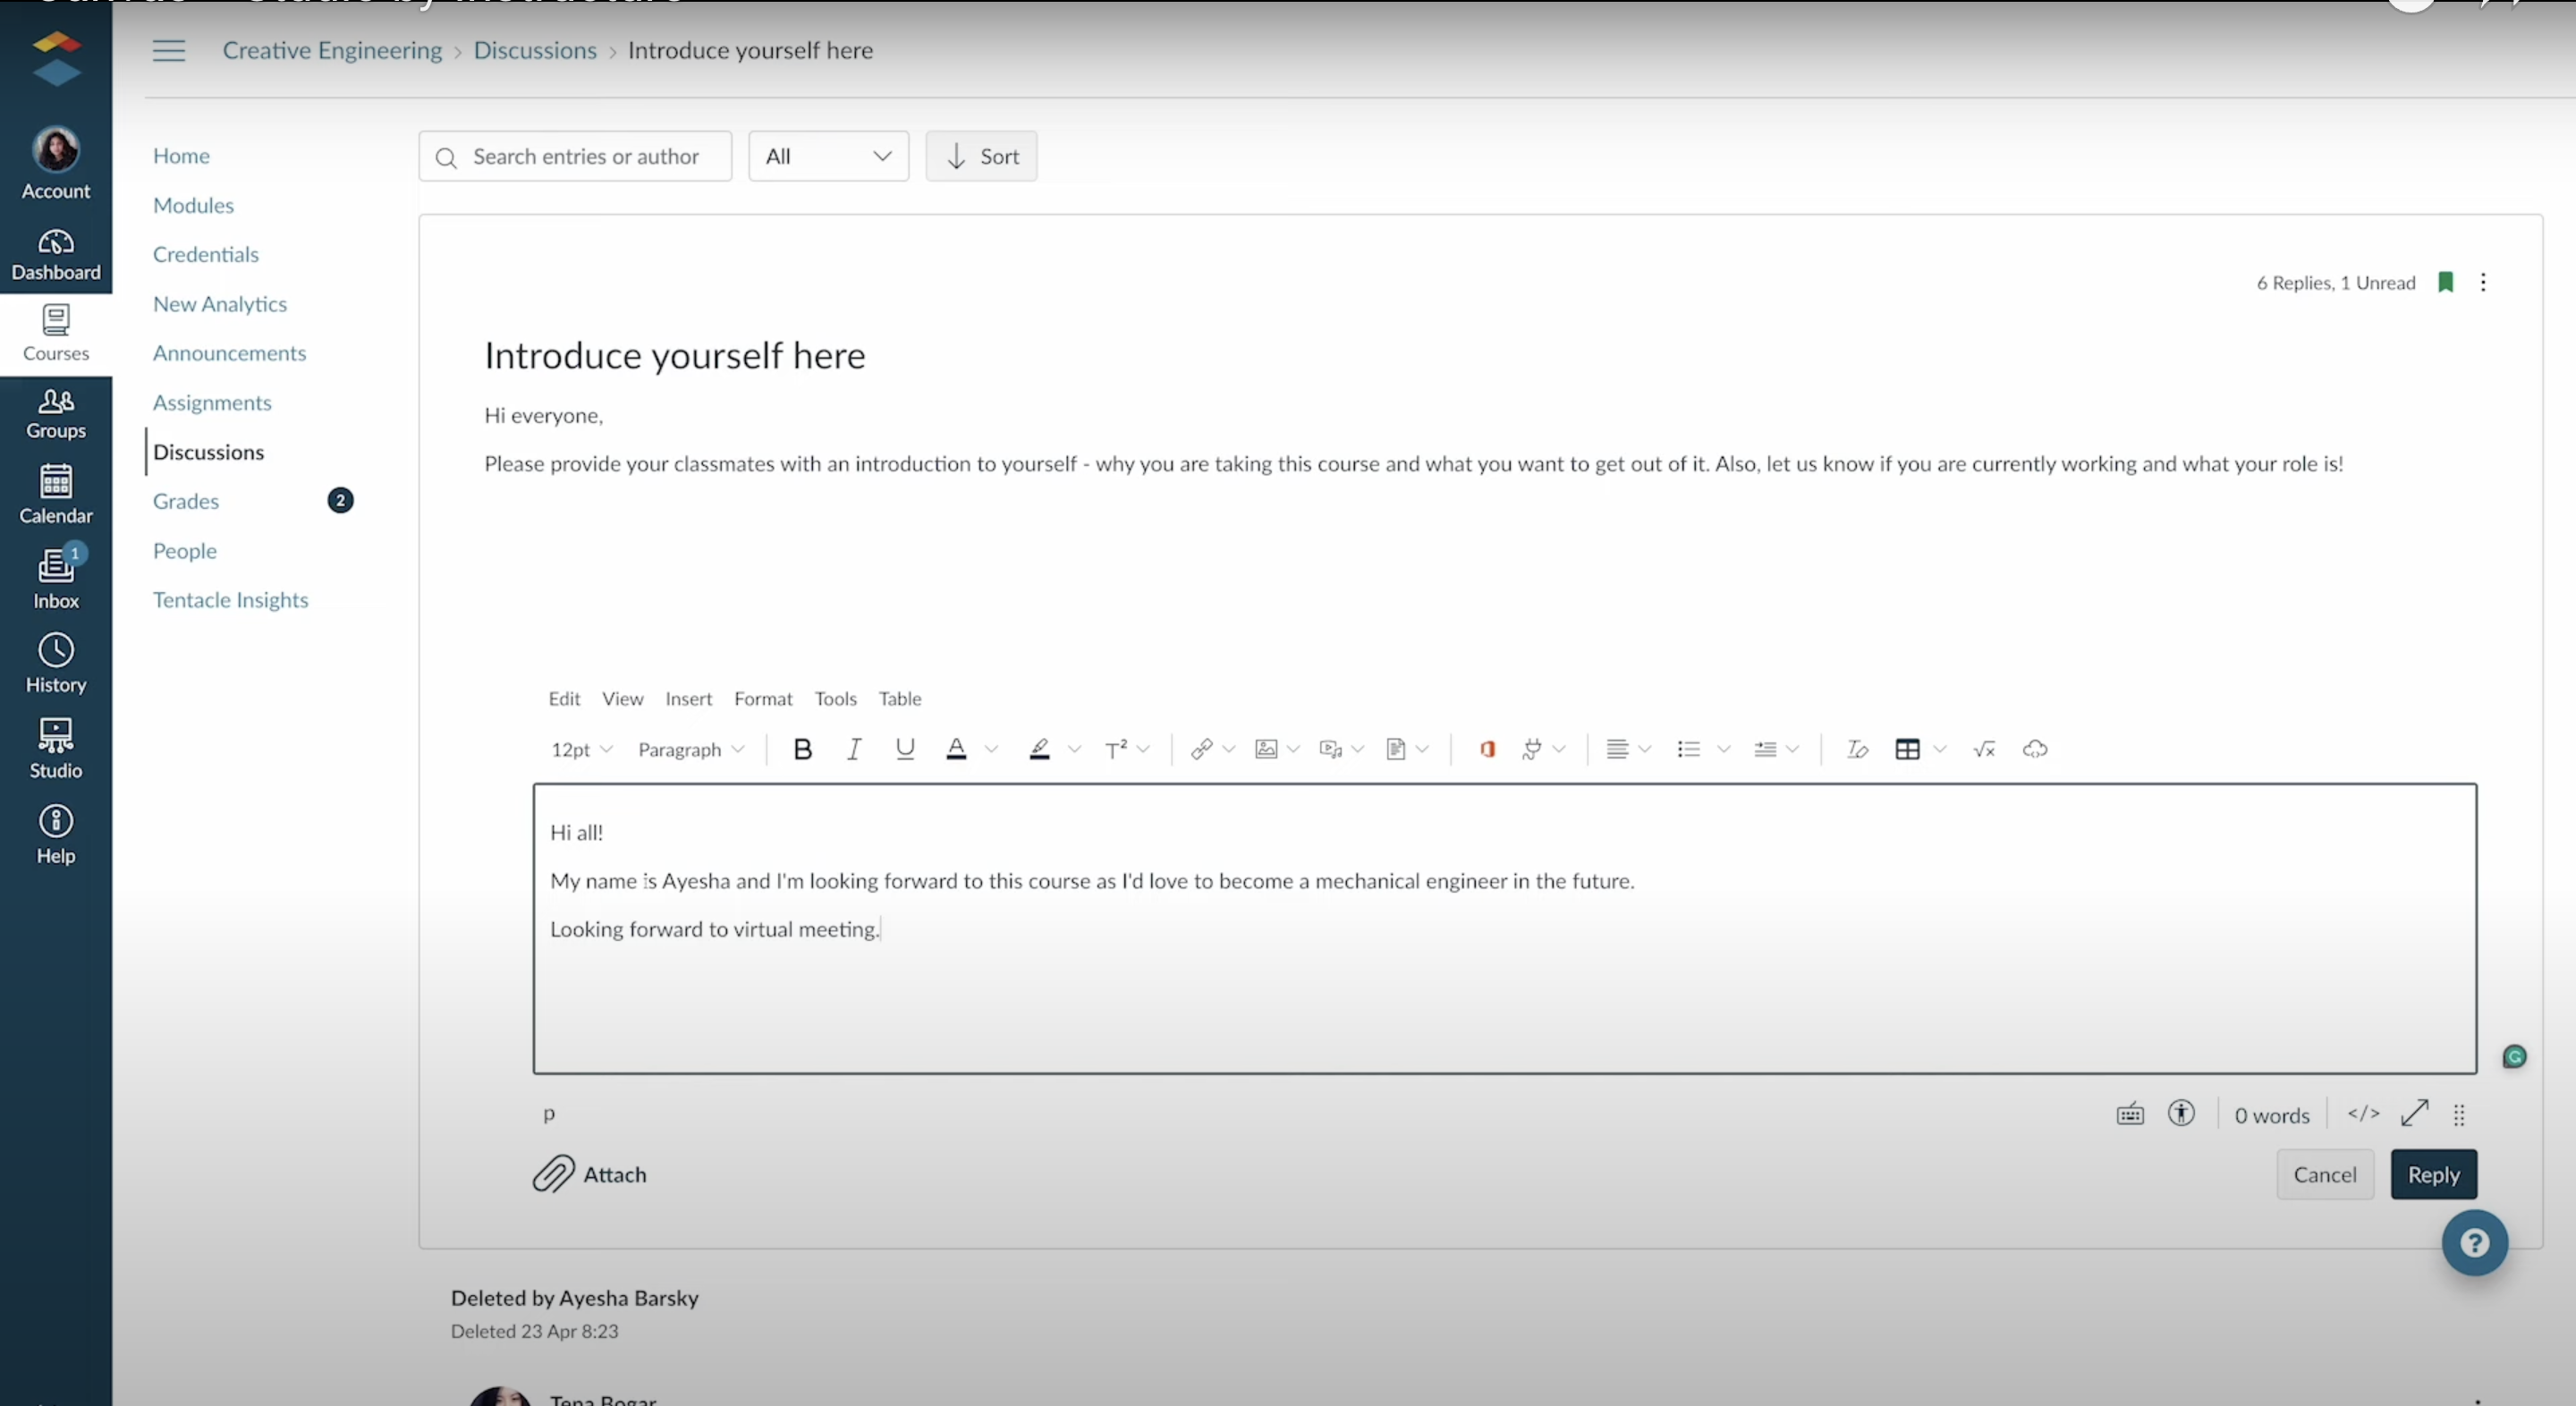 Creative Engineering > Discussions > Introduce yourself here
Account
Dashboard
Courses
Groups
Calendar
1
Inbox
History
Studio
Help
Home
Modules
Credentials
New Analytics
Announcements
Assignments
Discussions
Grades 2
People
Tentacle Insights
Search entries or author All Sort
6 Replies, 1 Unread
Introduce yourself here
Hi everyone,
Please provide your classmates with an introduction to yourself - why you are taking this course and what you want to get out of it. Also, let us know if you are currently working and what your role is!
Edit View Insert Format Tools Table
12pt Paragraph B I U A T²
Hi all!
My name is Ayesha and I'm looking forward to this course as I'd love to become a mechanical engineer in the future.
Looking forward to virtual meeting.
p 0 words </>
Attach Cancel Reply
?
Deleted by Ayesha Barsky
Deleted 23 Apr 8:23